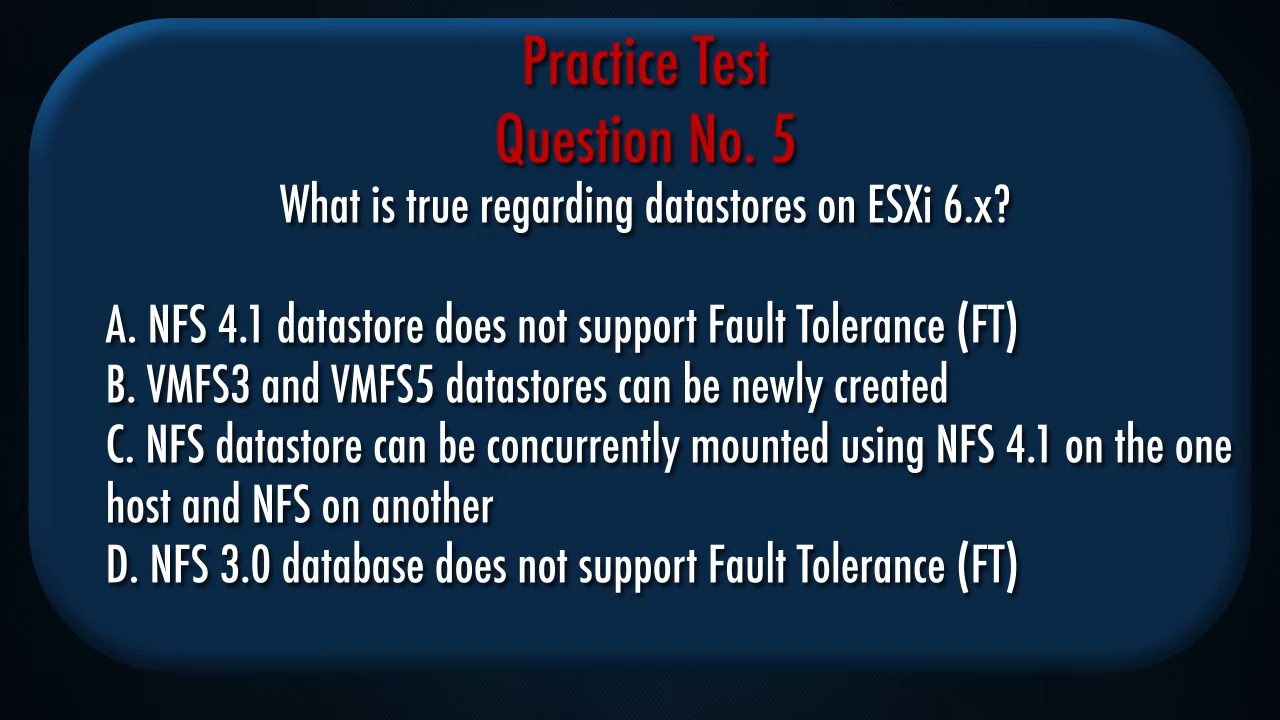 Practice Test
Question No. 5
What is true regarding datastores on ESXi 6.x?
A. NFS 4.1 datastore does not support Fault Tolerance (FT)
B. VMFS3 and VMFS5 datastores can be newly created
C. NFS datastore can be concurrently mounted using NFS 4.1 on the one
host and NFS on another
D. NFS 3.0 database does not support Fault Tolerance (FT)